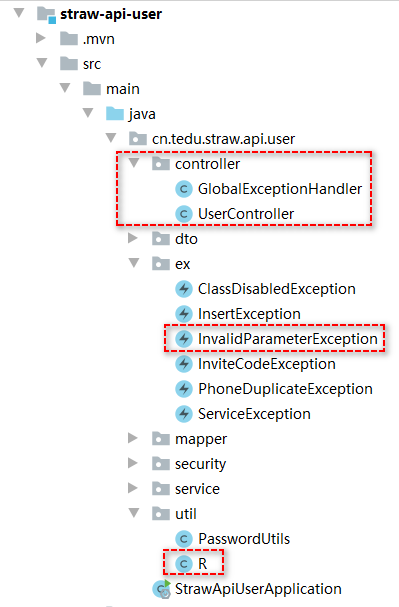 straw-api-user
.mvn
src
main
java
cn.tedu.straw.api.user
controller
GlobalExceptionHandler
UserController
dto
ex
ClassDisabledException
InsertException
InvalidParameterException
InviteCodeException
PhoneDuplicateException
ServiceException
mapper
security
service
util
PasswordUtils
R
StrawApiUserApplication